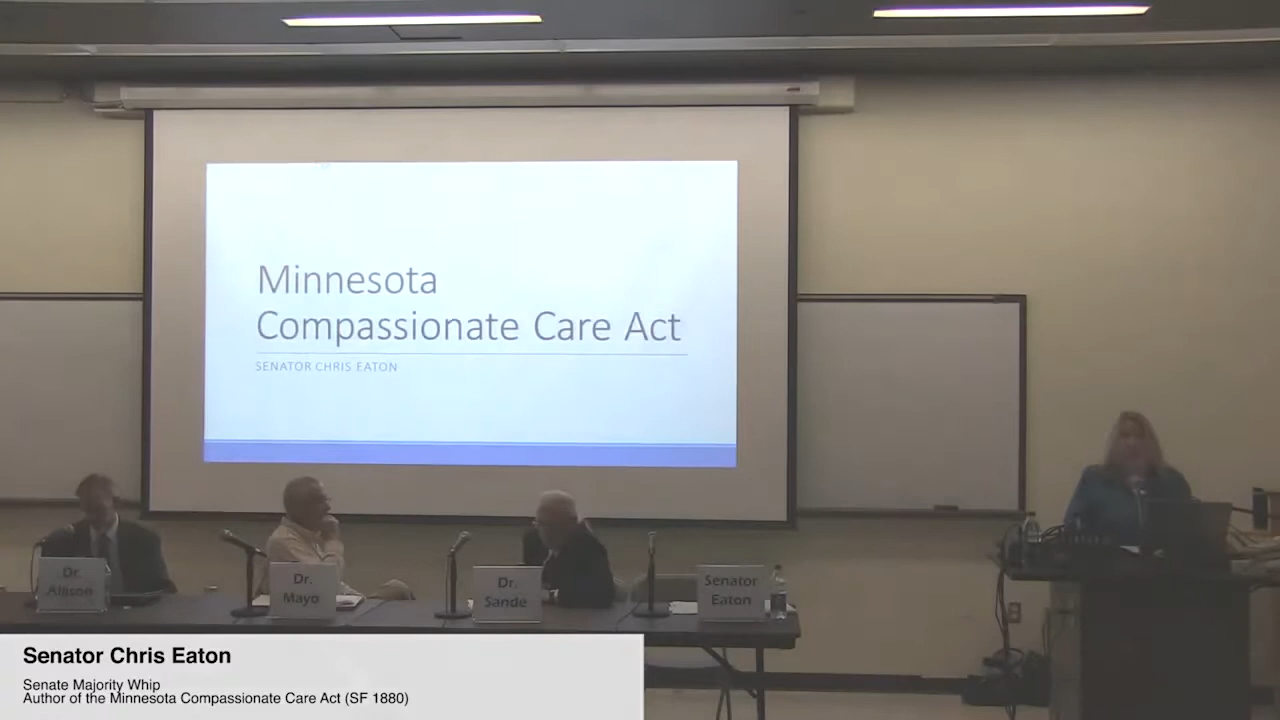 Minnesota
Compassionate Care Act
SENATOR CHRIS EATON
Dr.
Allison
Dr.
Mayo
Dr.
Sande
Senator
Eaton
Senator Chris Eaton
Senate Majority Whip
Author of the Minnesota Compassionate Care Act (SF 1880)